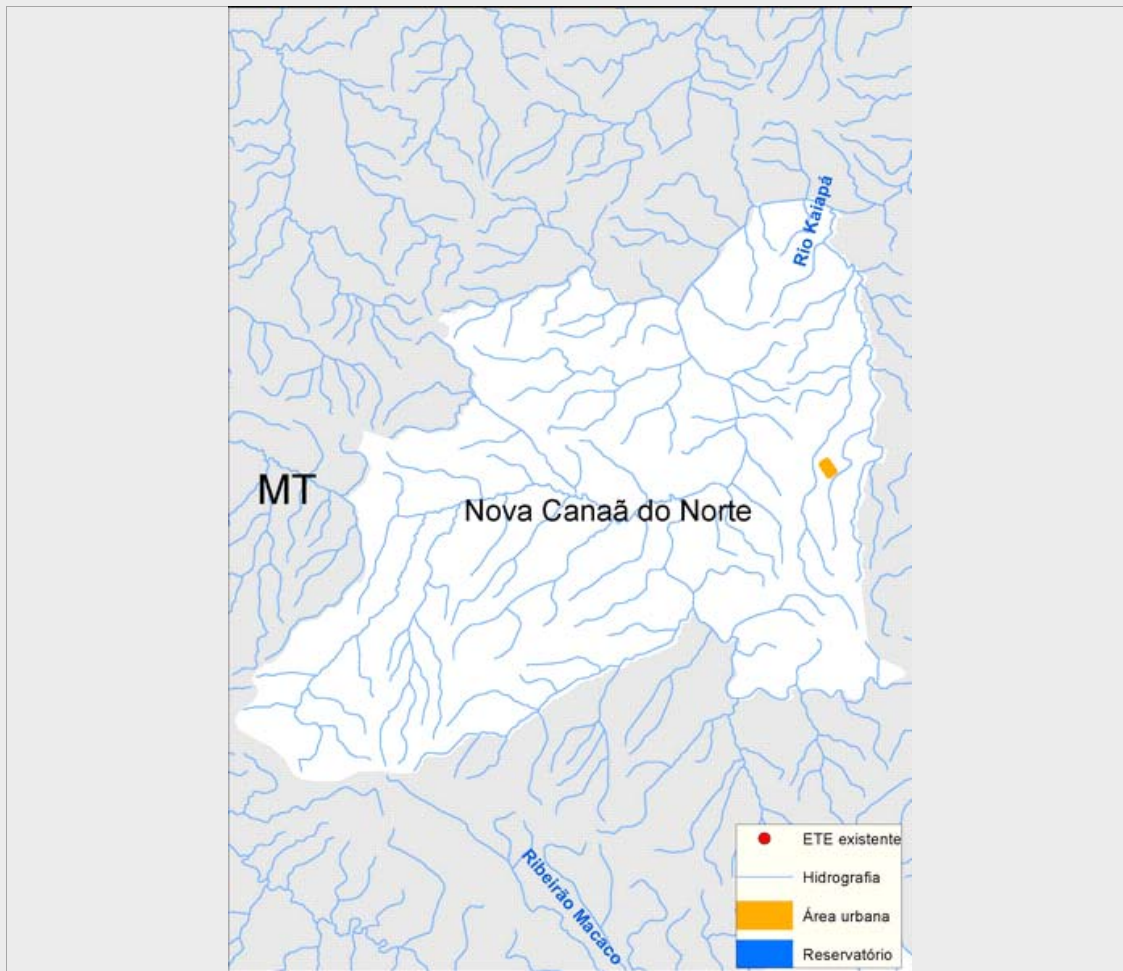 Rio Kaiapá
MT
Nova Canaã do Norte
Ribeirão Macaco
ETE existente
Hidrografia
Área urbana
Reservatório